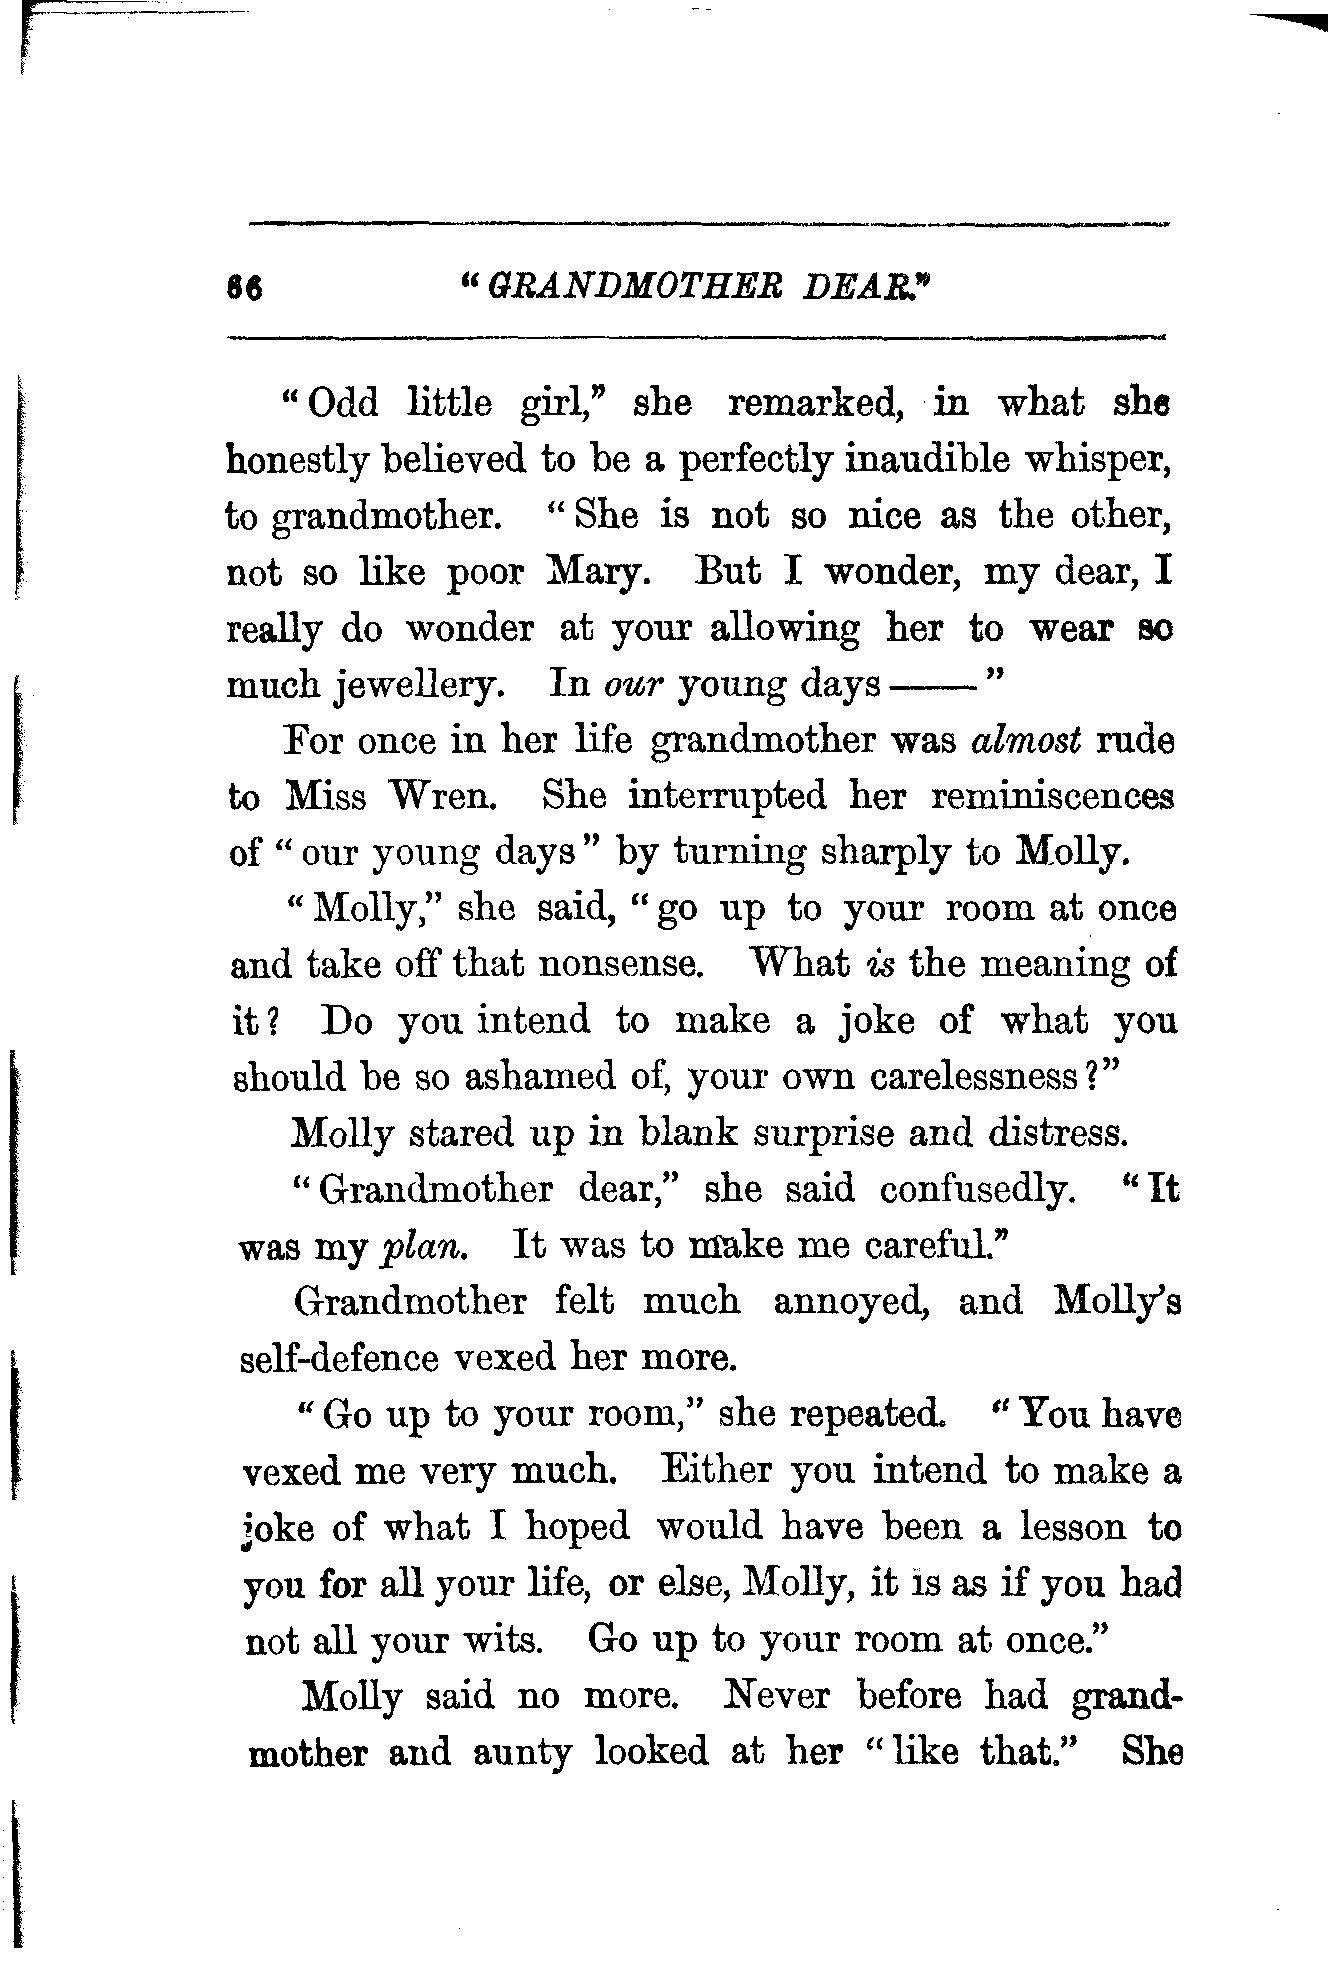 66 "GRANDMOTHER DEAR."
"Odd little girl," she remarked, in what she
honestly believed to be a perfectly inaudible whisper,
to grandmother. "She is not so nice as the other,
not so like poor Mary. But I wonder, my dear, I
really do wonder at your allowing her to wear so
much jewellery. In our young days——"
For once in her life grandmother was almost rude
to Miss Wren. She interrupted her reminiscences
of "our young days" by turning sharply to Molly.
"Molly," she said, "go up to your room at once
and take off that nonsense. What is the meaning of
it? Do you intend to make a joke of what you
should be so ashamed of, your own carelessness?"
Molly stared up in blank surprise and distress.
"Grandmother dear," she said confusedly. "It
was my plan. It was to make me careful."
Grandmother felt much annoyed, and Molly's
self-defence vexed her more.
"Go up to your room," she repeated. "You have
vexed me very much. Either you intend to make a
joke of what I hoped would have been a lesson to
you for all your life, or else, Molly, it is as if you had
not all your wits. Go up to your room at once."
Molly said no more. Never before had grand-
mother and aunty looked at her "like that." She